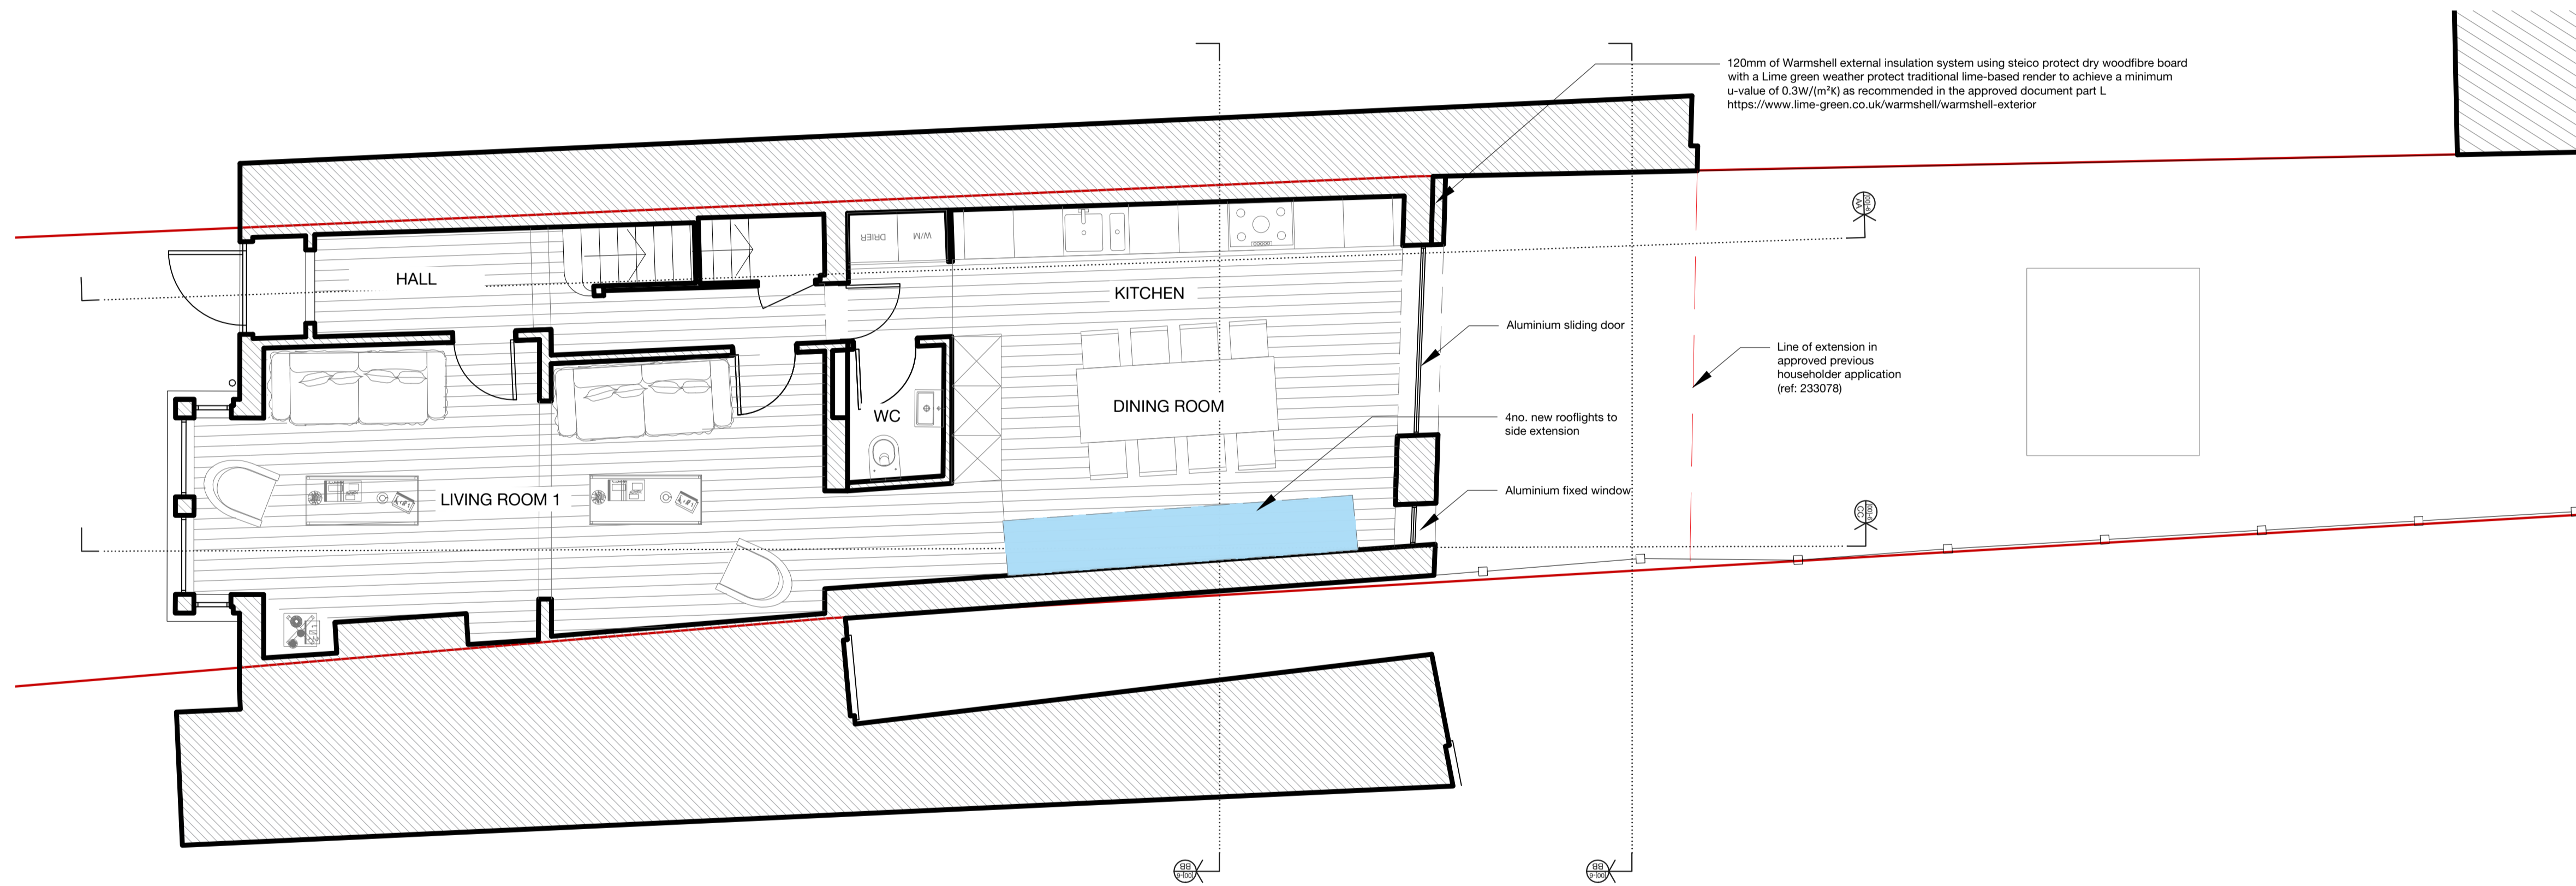 120mm of Warmshell external insulation system using steico protect dry woodfibre board
with a Lime green weather protect traditional lime-based render to achieve a minimum
u-value of 0.3W/(m²K) as recommended in the approved document part L
https://www.lime-green.co.uk/warmshell/warmshell-exterior
AA
DRIER
W/M
HALL
KITCHEN
Aluminium sliding door
Line of extension in
approved previous
householder application
(ref: 233078)
DINING ROOM
WC
4no. new rooflights to
side extension
LIVING ROOM 1
Aluminium fixed window
CC
BB
BB